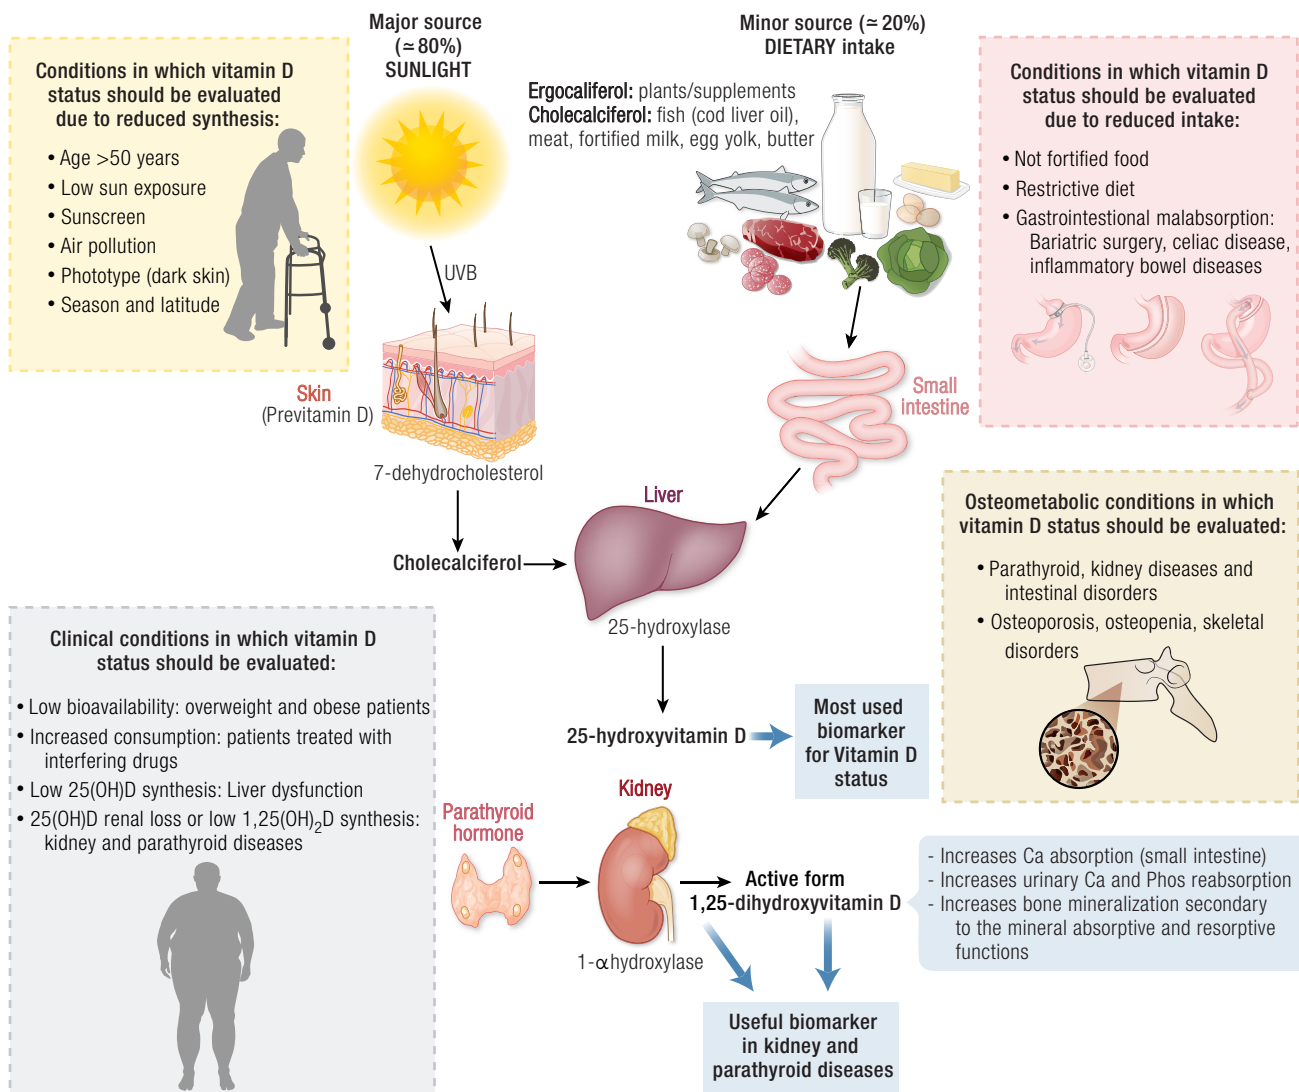 Major source
(≃80%)
SUNLIGHT
Minor source (≃20%)
DIETARY intake
Conditions in which vitamin D
status should be evaluated
due to reduced synthesis:
• Age >50 years
• Low sun exposure
• Sunscreen
• Air pollution
• Phototype (dark skin)
• Season and latitude
Ergocaliferol: plants/supplements
Cholecalciferol: fish (cod liver oil),
meat, fortified milk, egg yolk, butter
Conditions in which vitamin D
status should be evaluated
due to reduced intake:
• Not fortified food
• Restrictive diet
• Gastrointestional malabsorption:
Bariatric surgery, celiac disease,
inflammatory bowel diseases
UVB
Skin
(Previtamin D)
7-dehydrocholesterol
Small
intestine
Cholecalciferol
Liver
25-hydroxylase
Osteometabolic conditions in which
vitamin D status should be evaluated:
• Parathyroid, kidney diseases and
intestinal disorders
• Osteoporosis, osteopenia, skeletal
disorders
Clinical conditions in which vitamin D
status should be evaluated:
• Low bioavailability: overweight and obese patients
• Increased consumption: patients treated with
interfering drugs
• Low 25(OH)D synthesis: Liver dysfunction
• 25(OH)D renal loss or low 1,25(OH)2D synthesis:
kidney and parathyroid diseases
25-hydroxyvitamin D
Most used
biomarker
for Vitamin D
status
Parathyroid
hormone
Kidney
1-αhydroxylase
Active form
1,25-dihydroxyvitamin D
- Increases Ca absorption (small intestine)
- Increases urinary Ca and Phos reabsorption
- Increases bone mineralization secondary
to the mineral absorptive and resorptive
functions
Useful biomarker
in kidney and
parathyroid diseases